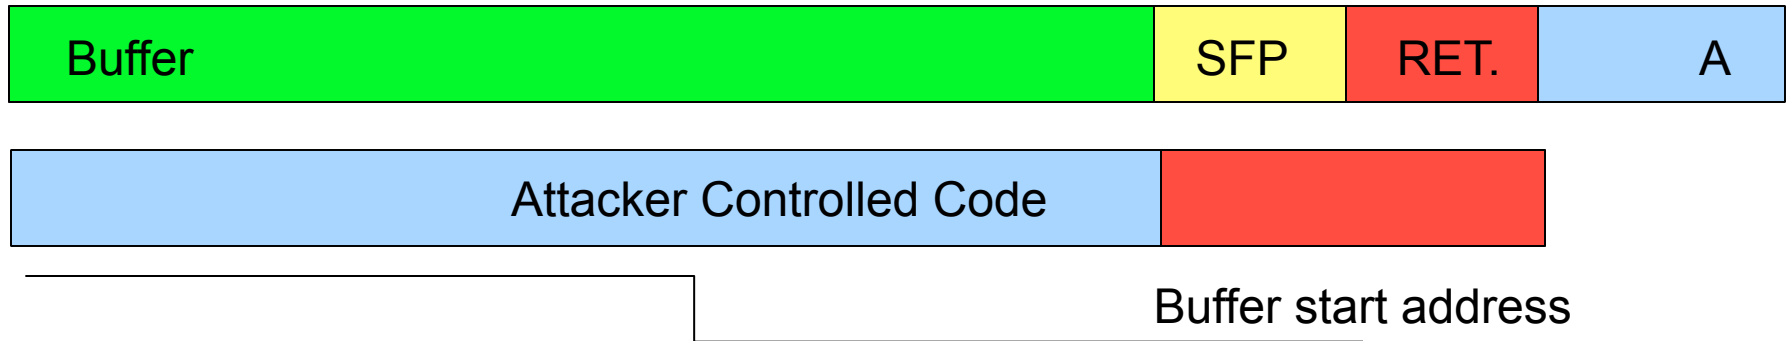 Buffer SFP RET. A
Attacker Controlled Code
Buffer start address